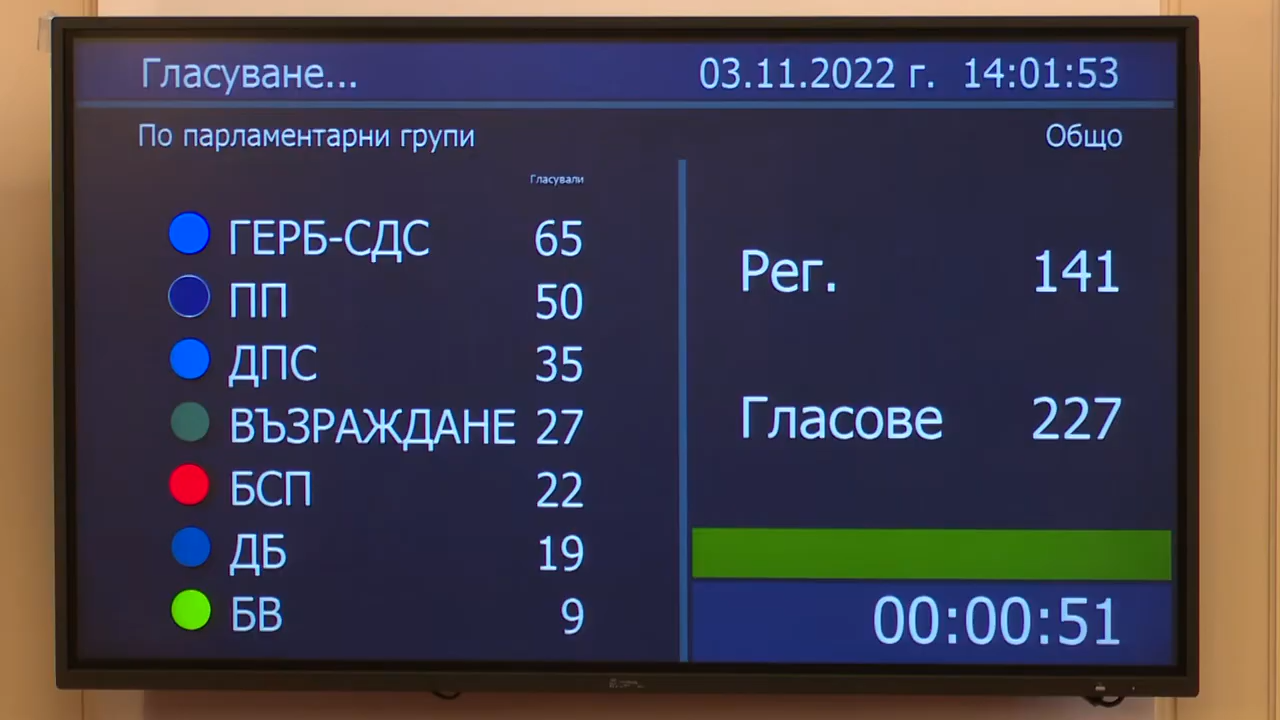 Гласуване... 03.11.2022 г. 14:01:53
По парламентарни групи Общо
Гласували
ГЕРБ-СДС 65
ПП 50
ДПС 35
ВЪЗРАЖДАНЕ 27
БСП 22
ДБ 19
БВ 9
Рег. 141
Гласове 227
00:00:51